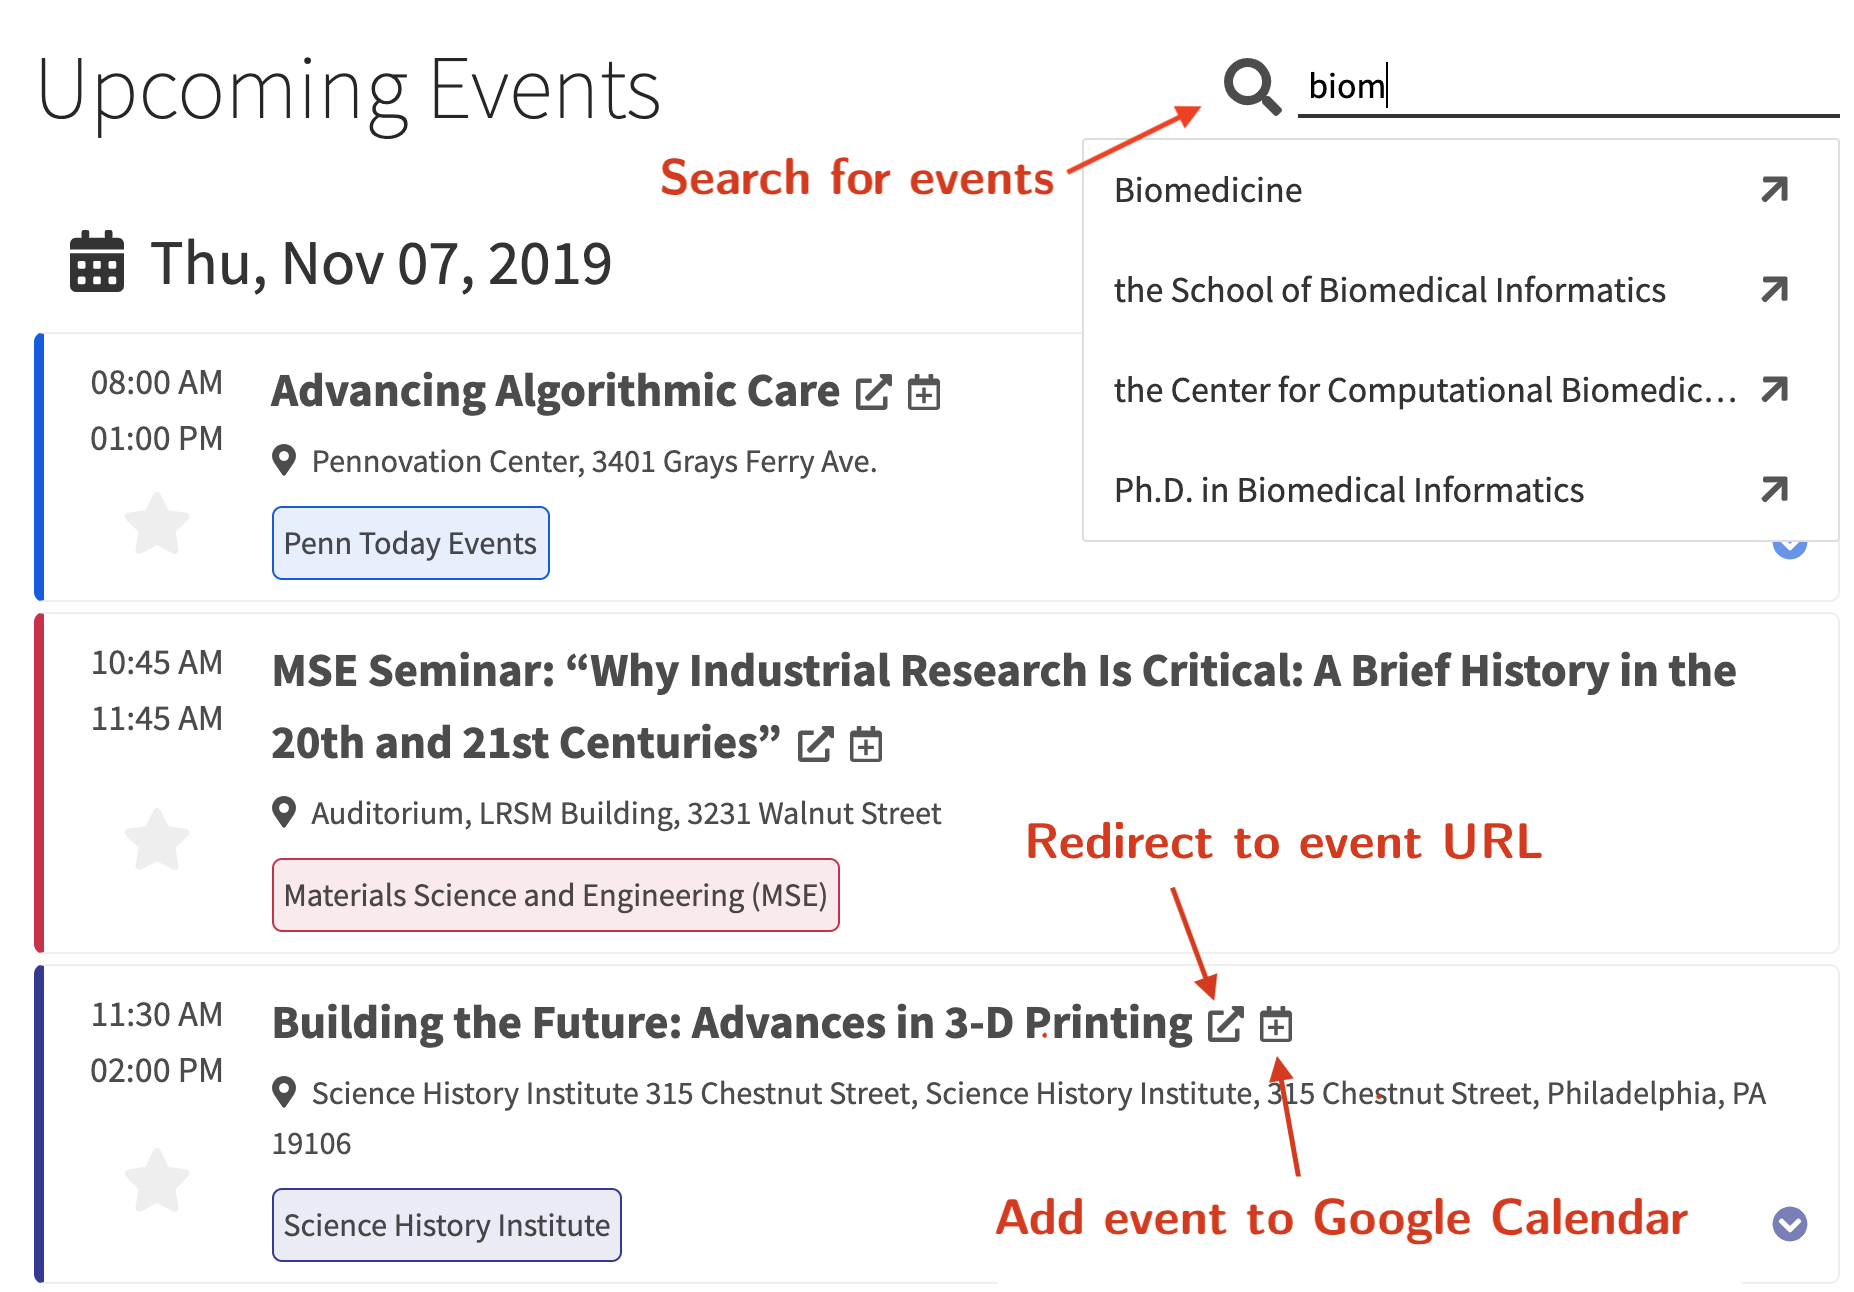 Upcoming Events
biom
Search for events
Biomedicine
the School of Biomedical Informatics
the Center for Computational Biomedic...
Ph.D. in Biomedical Informatics
Thu, Nov 07, 2019
08:00 AM
01:00 PM
Advancing Algorithmic Care
Pennovation Center, 3401 Grays Ferry Ave.
Penn Today Events
10:45 AM
11:45 AM
MSE Seminar: “Why Industrial Research Is Critical: A Brief History in the
20th and 21st Centuries”
Auditorium, LRSM Building, 3231 Walnut Street
Materials Science and Engineering (MSE)
Redirect to event URL
11:30 AM
02:00 PM
Building the Future: Advances in 3-D Printing
Science History Institute 315 Chestnut Street, Science History Institute, 315 Chestnut Street, Philadelphia, PA
19106
Science History Institute
Add event to Google Calendar